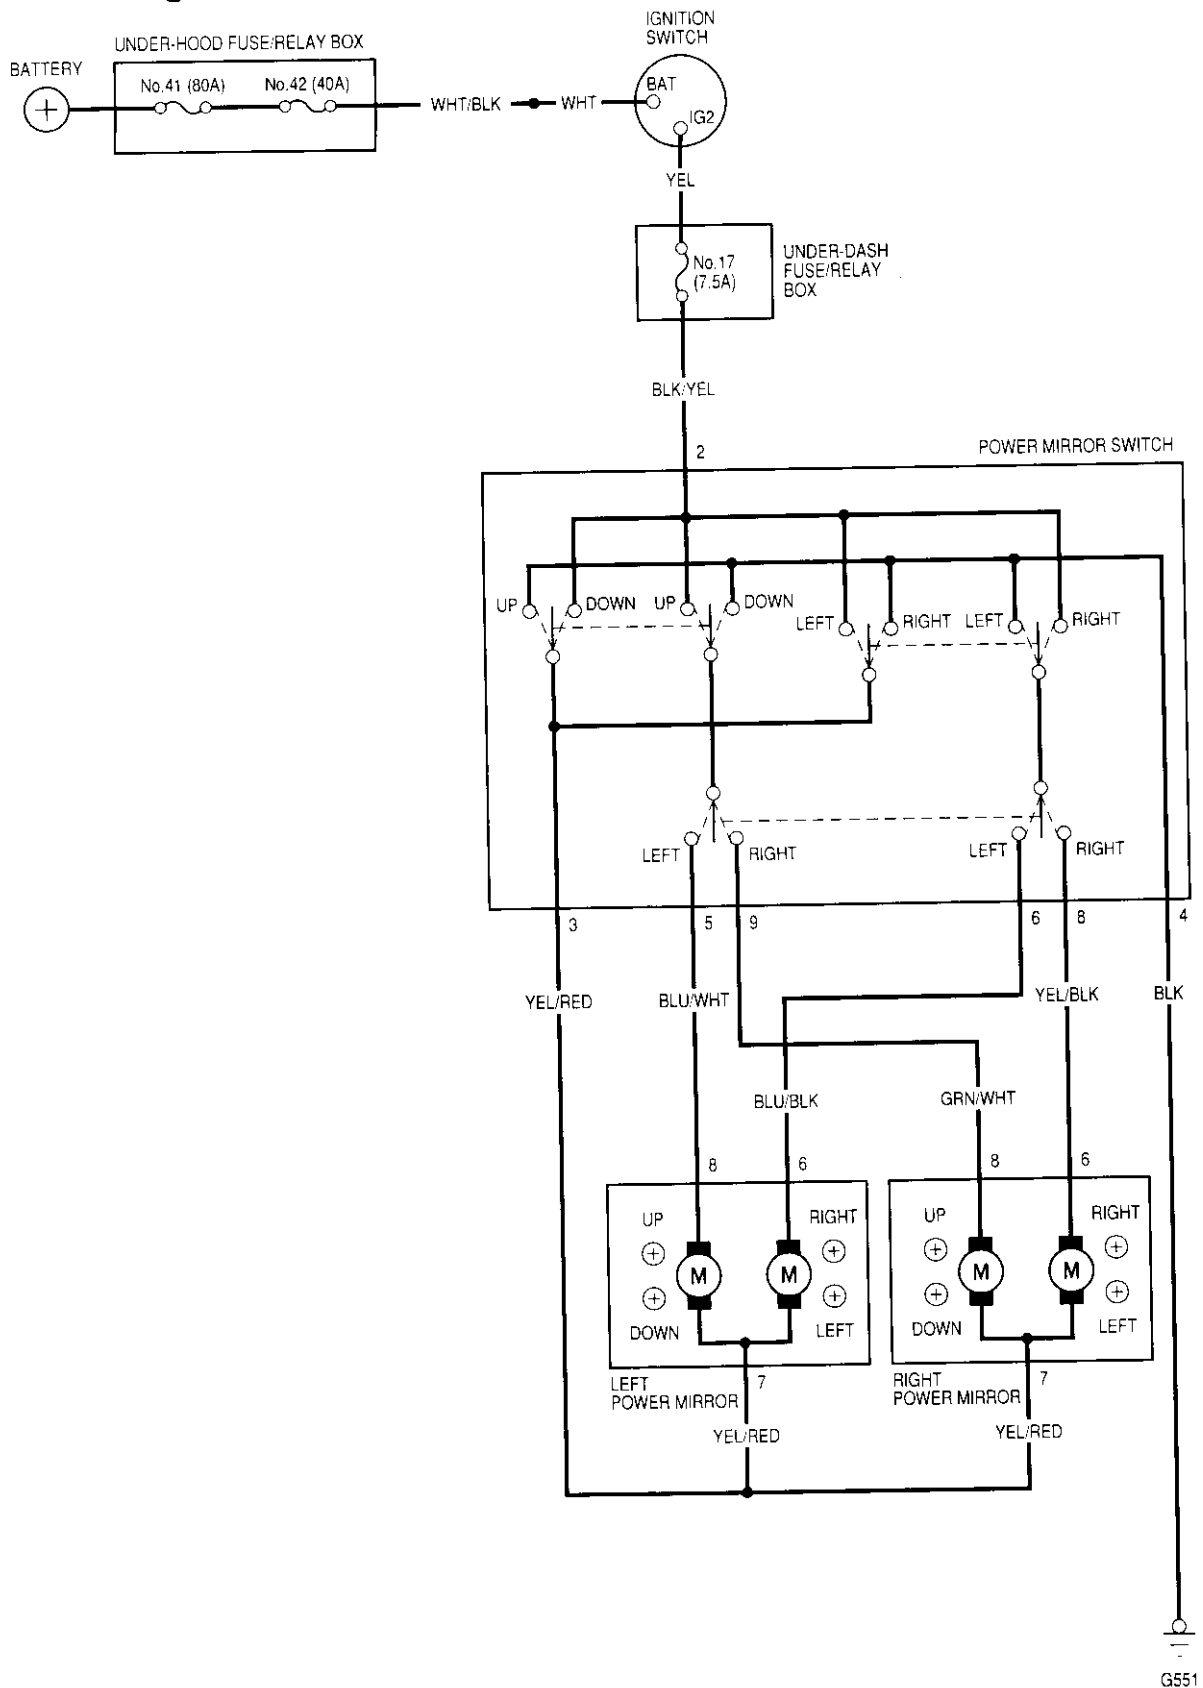 IGNITION
SWITCH
UNDER-HOOD FUSE/RELAY BOX
BATTERY
No.41 (80A)
No.42 (40A)
BAT
WHT/BLK
WHT
IG2
YEL
No.17
(7.5A)
UNDER-DASH
FUSE/RELAY
BOX
BLK/YEL
2
POWER MIRROR SWITCH
UP
DOWN
UP
DOWN
LEFT
RIGHT
LEFT
RIGHT
LEFT
RIGHT
LEFT
RIGHT
3
5
9
6
8
4
YEL/RED
BLU/WHT
YEL/BLK
BLK
BLU/BLK
GRN/WHT
8
6
8
6
UP
RIGHT
UP
RIGHT
M
M
M
M
DOWN
LEFT
DOWN
LEFT
LEFT
POWER MIRROR
7
RIGHT
POWER MIRROR
7
YEL/RED
YEL/RED
G551